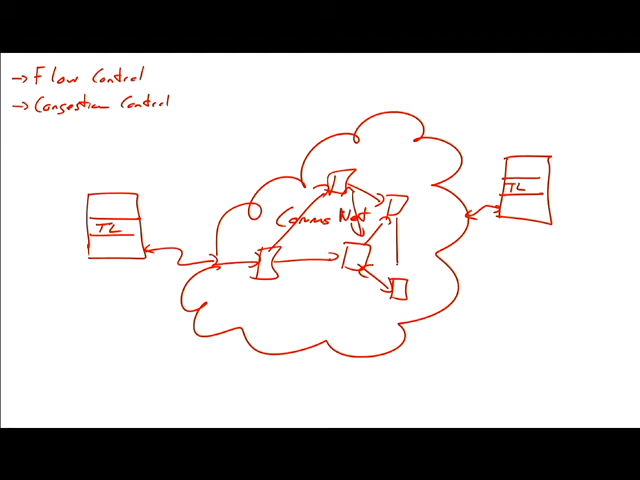 → Flow Control
→ Congestion Control
TL
Comms Net
TL